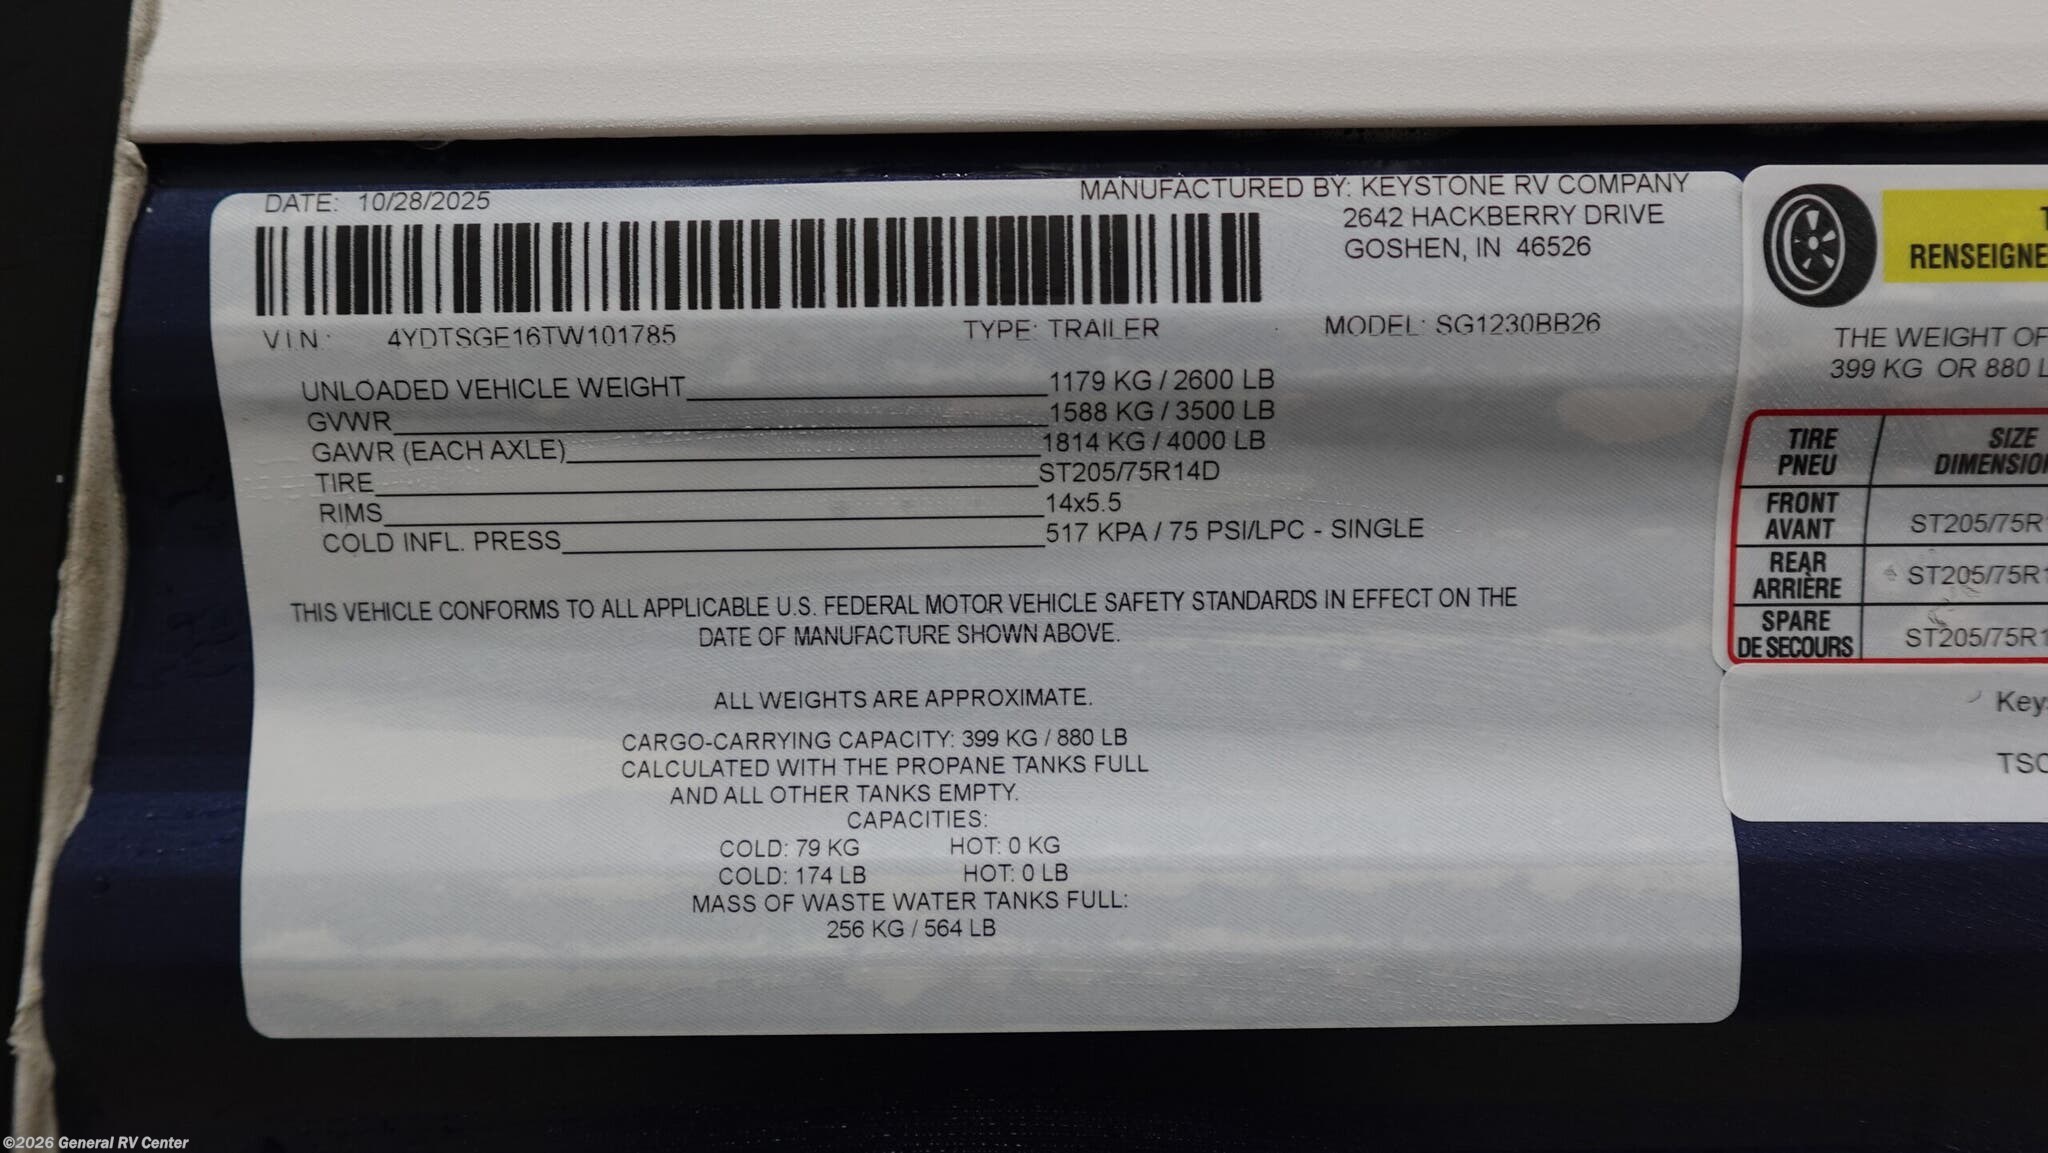 DATE: 10/28/2025
MANUFACTURED BY: KEYSTONE RV COMPANY
2642 HACKBERRY DRIVE
GOSHEN, IN 46526
V I N : 4YDTSGE16TW101785 TYPE: TRAILER MODEL: SG1230BB26
UNLOADED VEHICLE WEIGHT 1179 KG / 2600 LB
GVWR 1588 KG / 3500 LB
GAWR (EACH AXLE) 1814 KG / 4000 LB
TIRE ST205/75R14D
RIMS 14x5.5
COLD INFL. PRESS 517 KPA / 75 PSI/LPC - SINGLE
THIS VEHICLE CONFORMS TO ALL APPLICABLE U.S. FEDERAL MOTOR VEHICLE SAFETY STANDARDS IN EFFECT ON THE
DATE OF MANUFACTURE SHOWN ABOVE.
ALL WEIGHTS ARE APPROXIMATE.
CARGO-CARRYING CAPACITY: 399 KG / 880 LB
CALCULATED WITH THE PROPANE TANKS FULL
AND ALL OTHER TANKS EMPTY.
CAPACITIES:
COLD: 79 KG HOT: 0 KG
COLD: 174 LB HOT: 0 LB
MASS OF WASTE WATER TANKS FULL:
256 KG / 564 LB
RENSEIGNE
THE WEIGHT OF
399 KG OR 880 L
TIRE SIZE
PNEU DIMENSIO
FRONT
AVANT ST205/75R1
REAR
ARRIÈRE ST205/75R1
SPARE
DE SECOURS ST205/75R1
Key
TSC
©2026 General RV Center